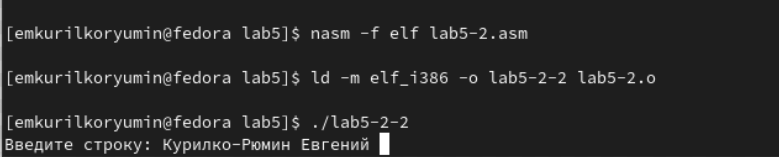 [emkurilkoryumin@fedora lab5]$ nasm -f elf lab5-2.asm
[emkurilkoryumin@fedora lab5]$ ld -m elf_i386 -o lab5-2-2 lab5-2.o
[emkurilkoryumin@fedora lab5]$ ./lab5-2-2
Введите строку: Курилко-Рюмин Евгений